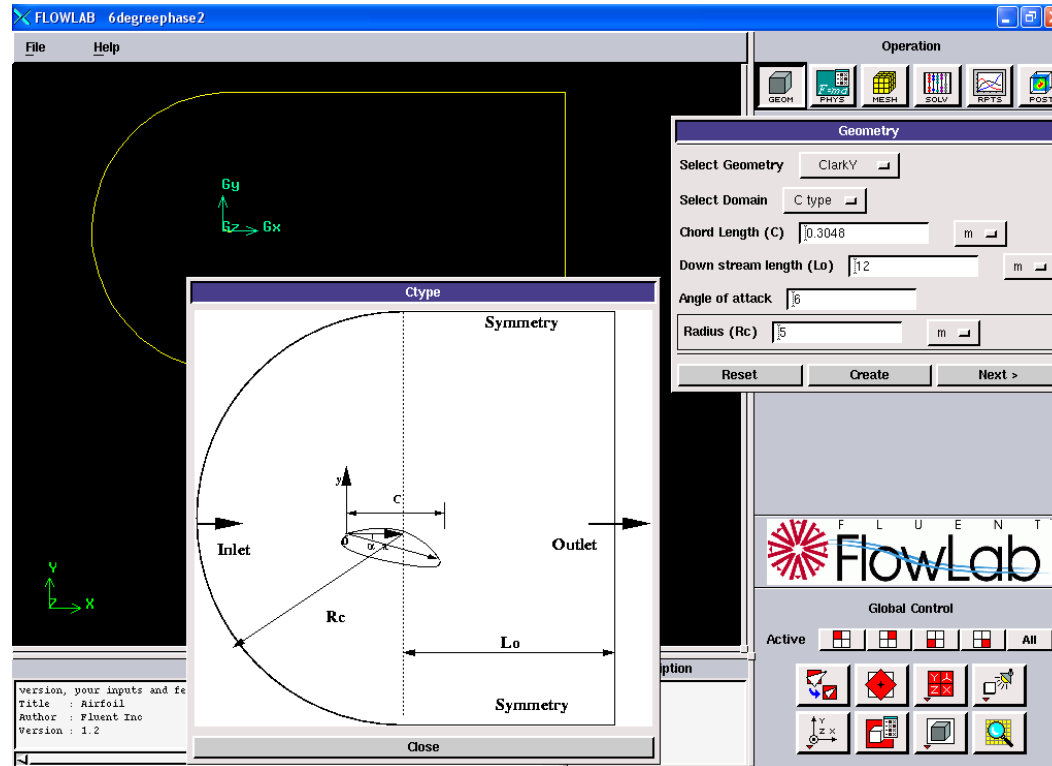 FLOWLAB 6degreephase2
File Help
Operation
GEOM PHYS MESH SOLV RPTS POST
F=ma
Geometry
Select Geometry ClarkY
Select Domain C type
Chord Length (C) 0.3048 m
Down stream length (Lo) 12 m
Angle of attack 6
Radius (Rc) 5 m
Reset Create Next >
Gy
Gz Gx
Ctype
Symmetry
y
C
o α x
Inlet Outlet
Rc
Lo
Symmetry
Close
Y
Z X
FLUENT
FlowLab
Global Control
Active All
Y Y
Z X
Y
Z X
version, your inputs and fe
Title : Airfoil
Author : Fluent Inc
Version : 1.2